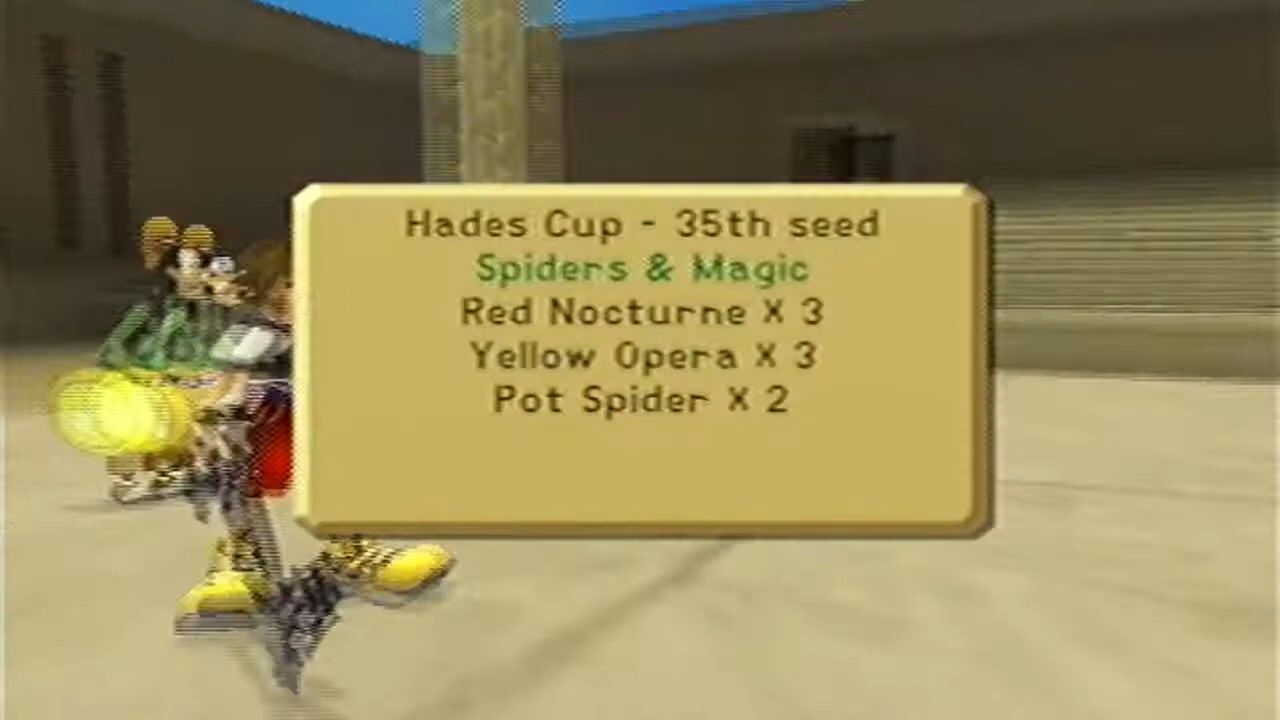 Hades Cup - 35th seed
Spiders & Magic
Red Nocturne X 3
Yellow Opera X 3
Pot Spider X 2